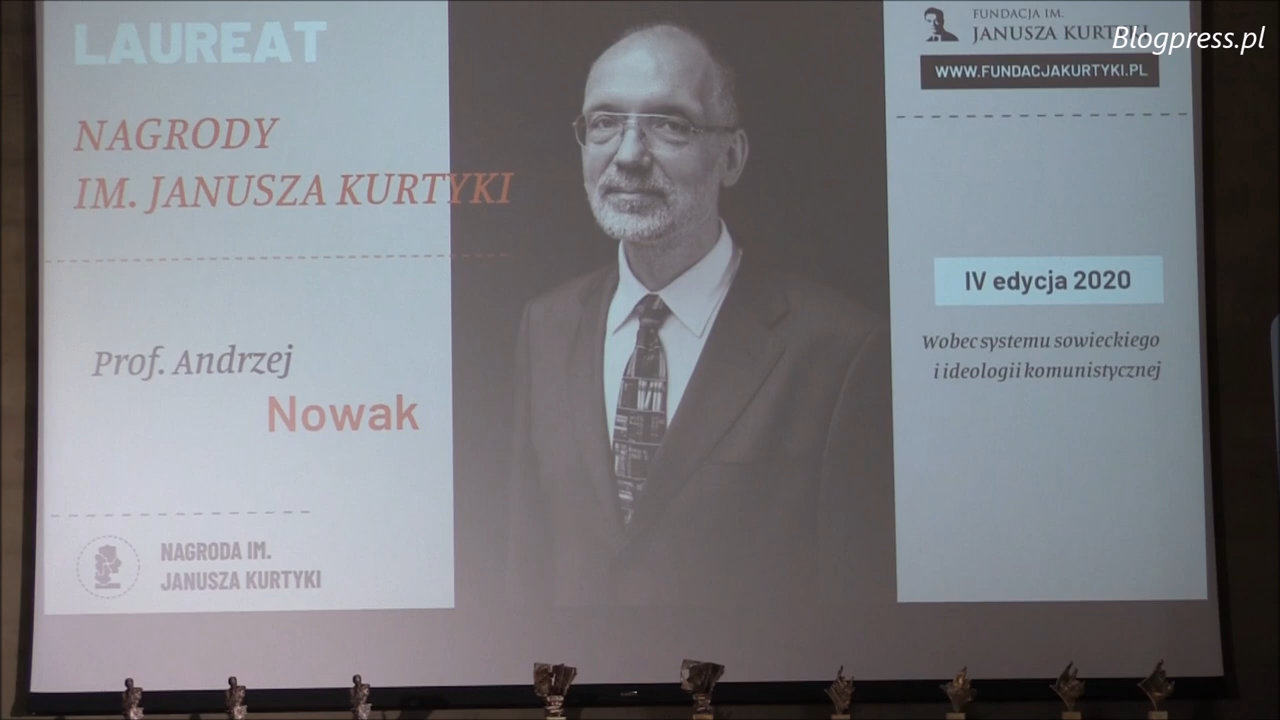 LAUREAT
NAGRODY
IM. JANUSZA KURTYKI
Prof. Andrzej
Nowak
NAGRODA IM.
JANUSZA KURTYKI
FUNDACJA IM.
JANUSZA KURTYKI
WWW.FUNDACJAKURTYKI.PL
Blogpress.pl
IV edycja 2020
Wobec systemu sowieckiego
i ideologii komunistycznej